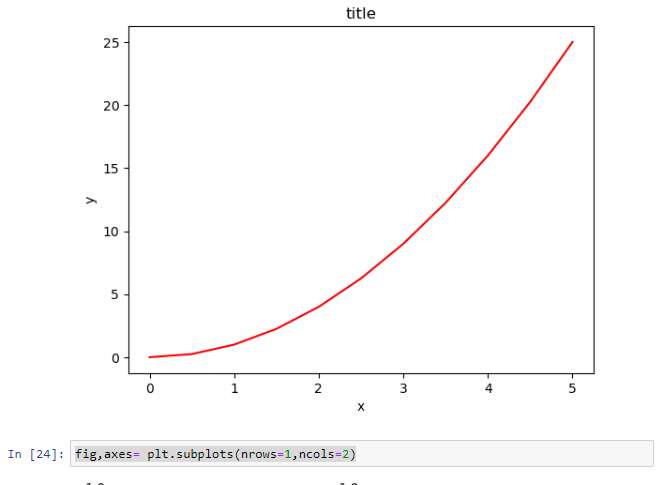 title
25
20
15
10
5
0
y
0 1 2 3 4 5
x
In [24]: fig,axes= plt.subplots(nrows=1,ncols=2)